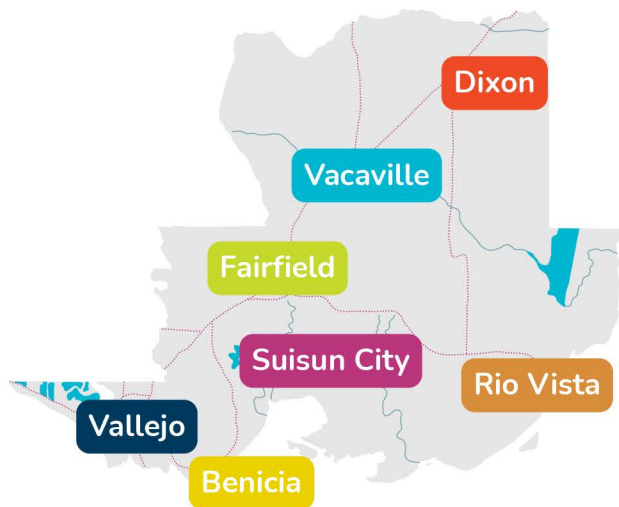 Dixon
Vacaville
Fairfield
Suisun City
Rio Vista
Vallejo
Benicia